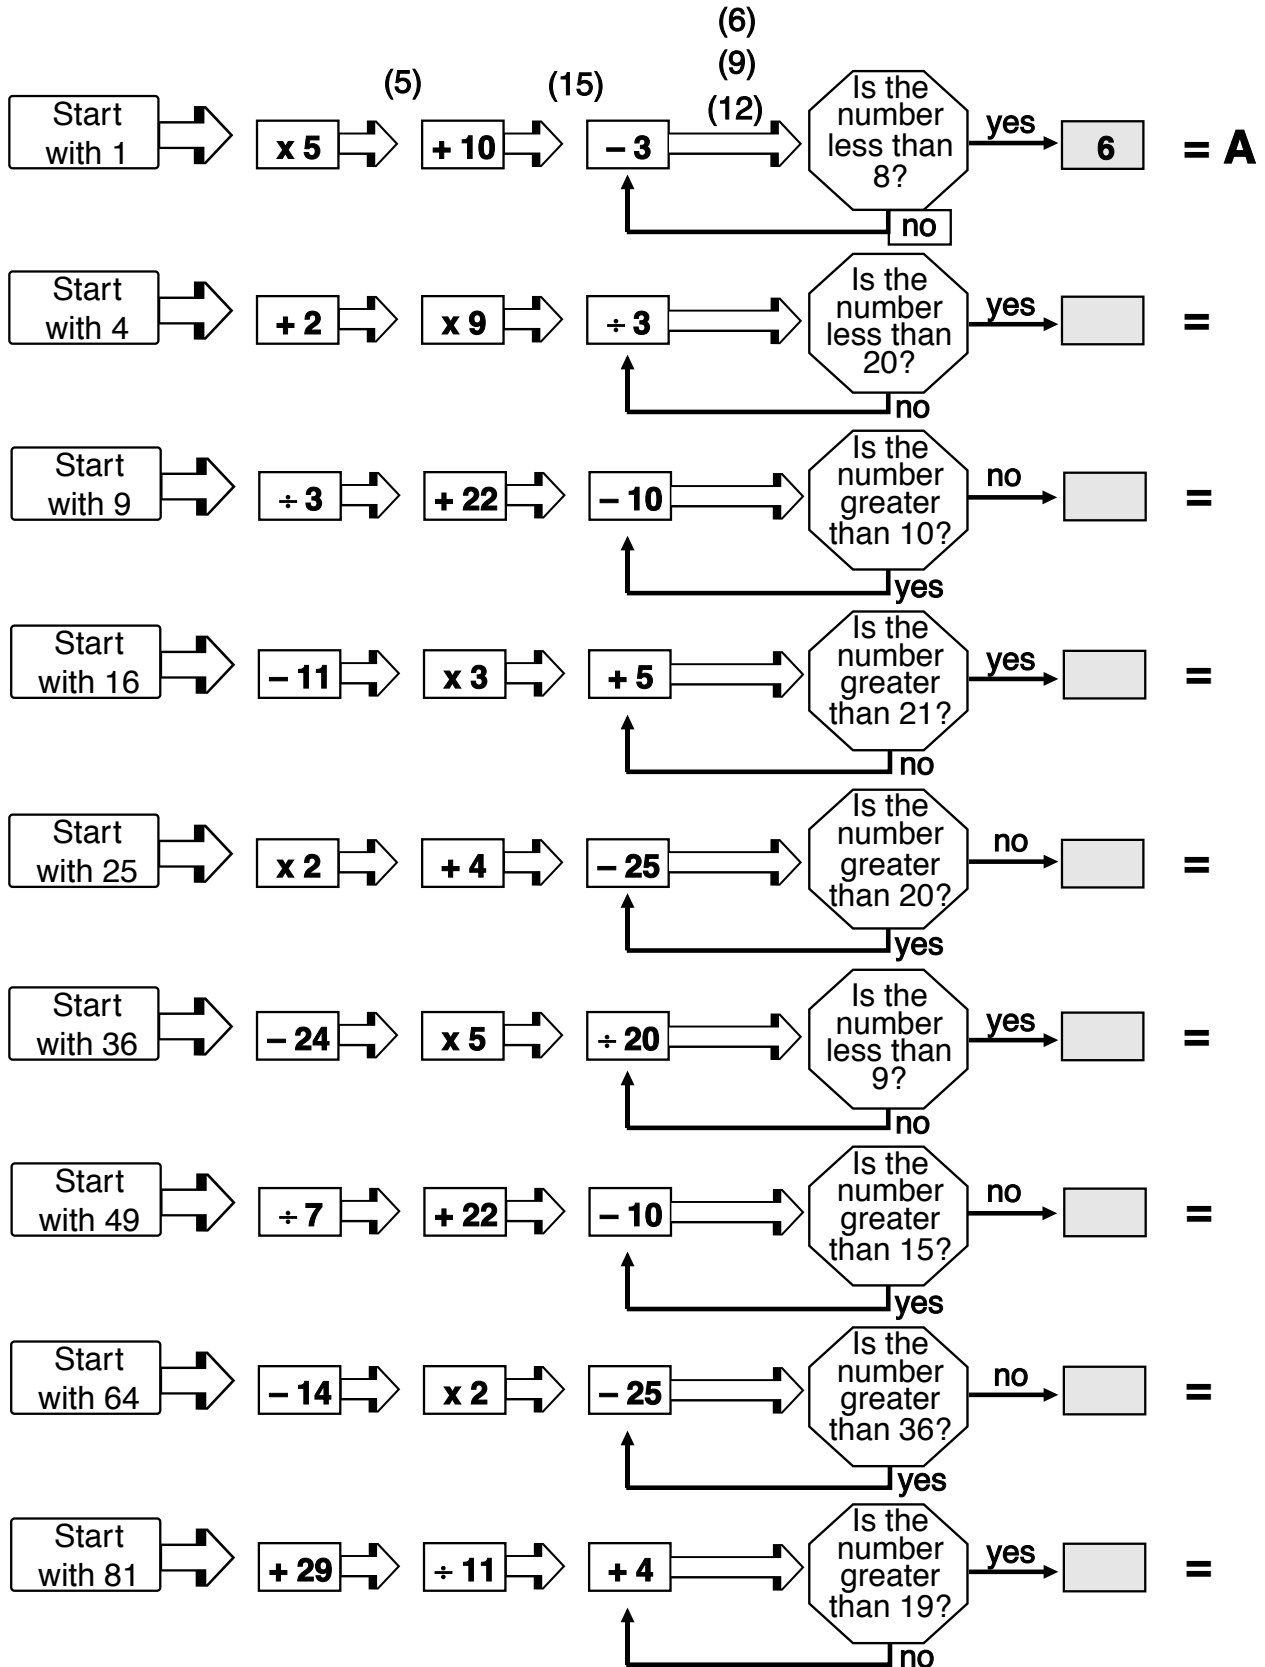 (6)
(9)
(5) (15) (12)
Start
with 1
x 5
+ 10
– 3
Is the
number
less than
8?
yes
6
= A
no
Start
with 4
+ 2
x 9
÷ 3
Is the
number
less than
20?
yes
=
no
Start
with 9
÷ 3
+ 22
– 10
Is the
number
greater
than 10?
no
=
yes
Start
with 16
– 11
x 3
+ 5
Is the
number
greater
than 21?
yes
=
no
Start
with 25
x 2
+ 4
– 25
Is the
number
greater
than 20?
no
=
yes
Start
with 36
– 24
x 5
÷ 20
Is the
number
less than
9?
yes
=
no
Start
with 49
÷ 7
+ 22
– 10
Is the
number
greater
than 15?
no
=
yes
Start
with 64
– 14
x 2
– 25
Is the
number
greater
than 36?
no
=
yes
Start
with 81
+ 29
÷ 11
+ 4
Is the
number
greater
than 19?
yes
=
no